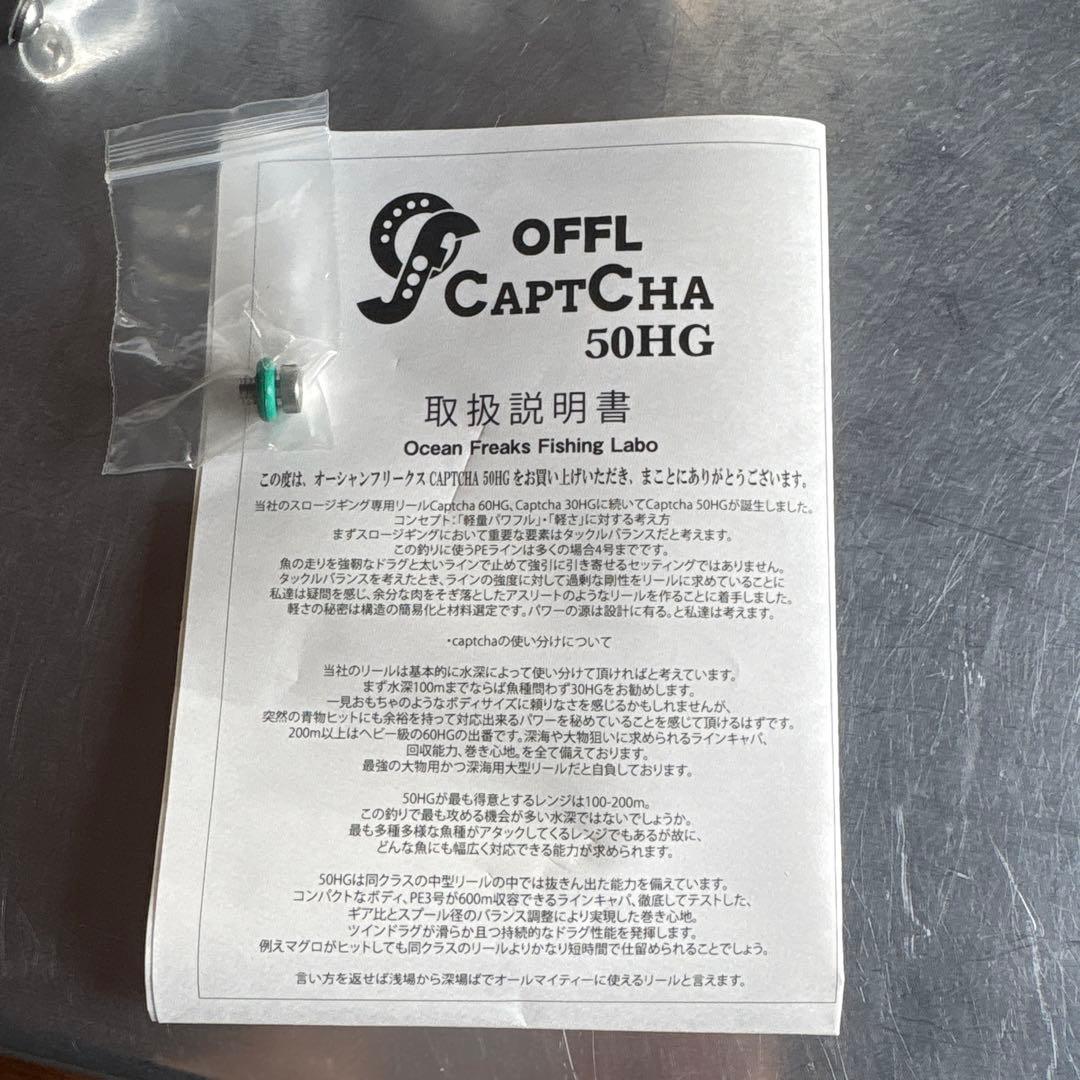 OFFL
CAPTCHA
50HG
取扱説明書
Ocean Freaks Fishing Labo
この度は、オーシャンフリークス CAPTCHA 50HG をお買い上げいただき、まことにありがとうございます。
当社のスロージギング専用リールCaptcha 60HG、Captcha 30HGに続いてCaptcha 50HGが誕生しました。
コンセプト:「軽量パワフル」・「軽さ」に対する考え方
まずスロージギングにおいて重要な要素はタックルバランスだと考えます。
この釣りに使うPEラインは多くの場合4号までです。
魚の走りを強靭なドラグと太いラインで止めて強引に引き寄せるセッティングではありません。
タックルバランスを考えたとき、ラインの強度に対して過剰な剛性をリールに求めていることに
私達は疑問を感じ、余分な肉をそぎ落としたアスリートのようなリールを作ることに着手しました。
軽さの秘密は構造の簡易化と材料選定です。パワーの源は設計に有る。と私達は考えます。
・captchaの使い分けについて
当社のリールは基本的に水深によって使い分けて頂ければと考えています。
まず水深100mまでならば魚種問わず30HGをお勧めします。
一見おもちゃのようなボディサイズに頼りなさを感じるかもしれませんが、
突然の青物ヒットにも余裕を持って対応出来るパワーを秘めていることを感じて頂けるはずです。
200m以上はヘビー級の60HGの出番です。深海や大物狙いに求められるラインキャパ、
回収能力、巻き心地。を全て備えております。
最強の大物用かつ深海用大型リールだと自負しております。
50HGが最も得意とするレンジは100-200m。
この釣りで最も攻める機会が多い水深ではないでしょうか。
最も多種多様な魚種がアタックしてくるレンジでもあるが故に、
どんな魚にも幅広く対応できる能力が求められます。
50HGは同クラスの中型リールの中では抜きん出た能力を備えています。
コンパクトなボディ、PE3号が600m収容できるラインキャパ、徹底してテストした、
ギア比とスプール径のバランス調整により実現した巻き心地。
ツインドラグが滑らか且つ持続的なドラグ性能を発揮します。
例えマグロがヒットしても同クラスのリールよりかなり短時間で仕留められることでしょう。
言い方を返せば浅場から深場ばでオールマイティーに使えるリールと言えます。